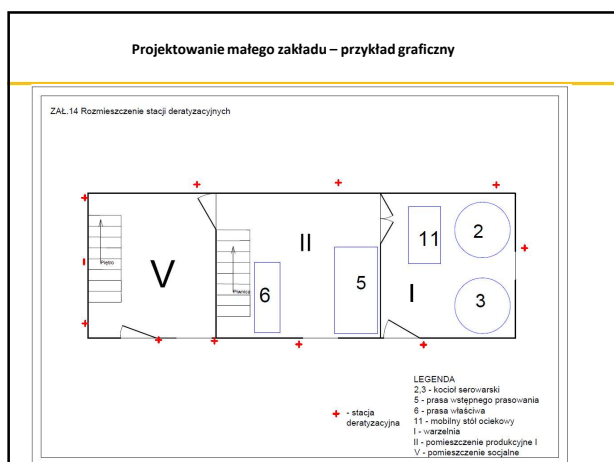 Projektowanie małego zakładu – przykład graficzny
ZAŁ.14 Rozmieszczenie stacji deratyzacyjnych
Piętro
V
Piwnica
II
6
5
11
I
2
3
+ - stacja
deratyzacyjna
LEGENDA
2,3 - kocioł serowarski
5 - prasa wstępnego prasowania
6 - prasa właściwa
11 - mobilny stół ociekowy
I - warzelnia
II - pomieszczenie produkcyjne I
V - pomieszczenie socjalne